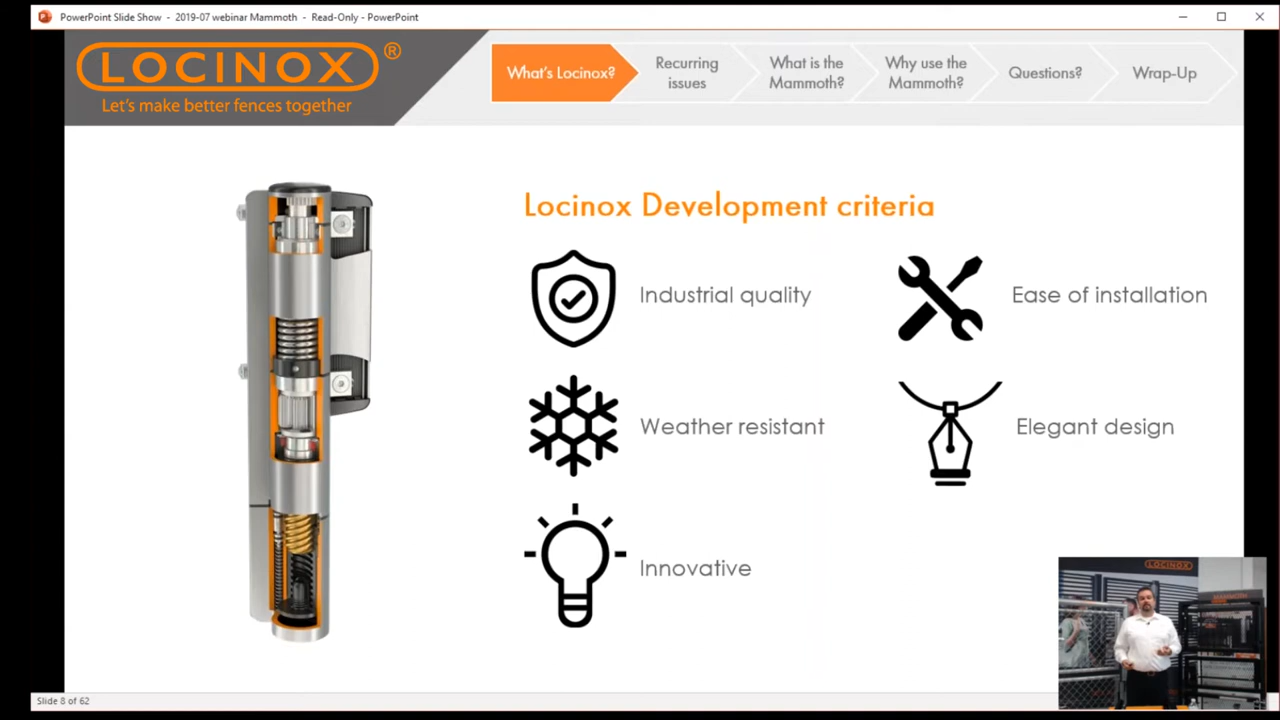 PowerPoint Slide Show - 2019-07 webinar Mammoth - Read-Only - PowerPoint
LOCINOX®
Let's make better fences together
What's Locinox?
Recurring
issues
What is the
Mammoth?
Why use the
Mammoth?
Questions?
Wrap-Up
Locinox Development criteria
Industrial quality
Ease of installation
Weather resistant
Elegant design
Innovative
LOCINOX
MAMMOTH
Slide 8 of 62